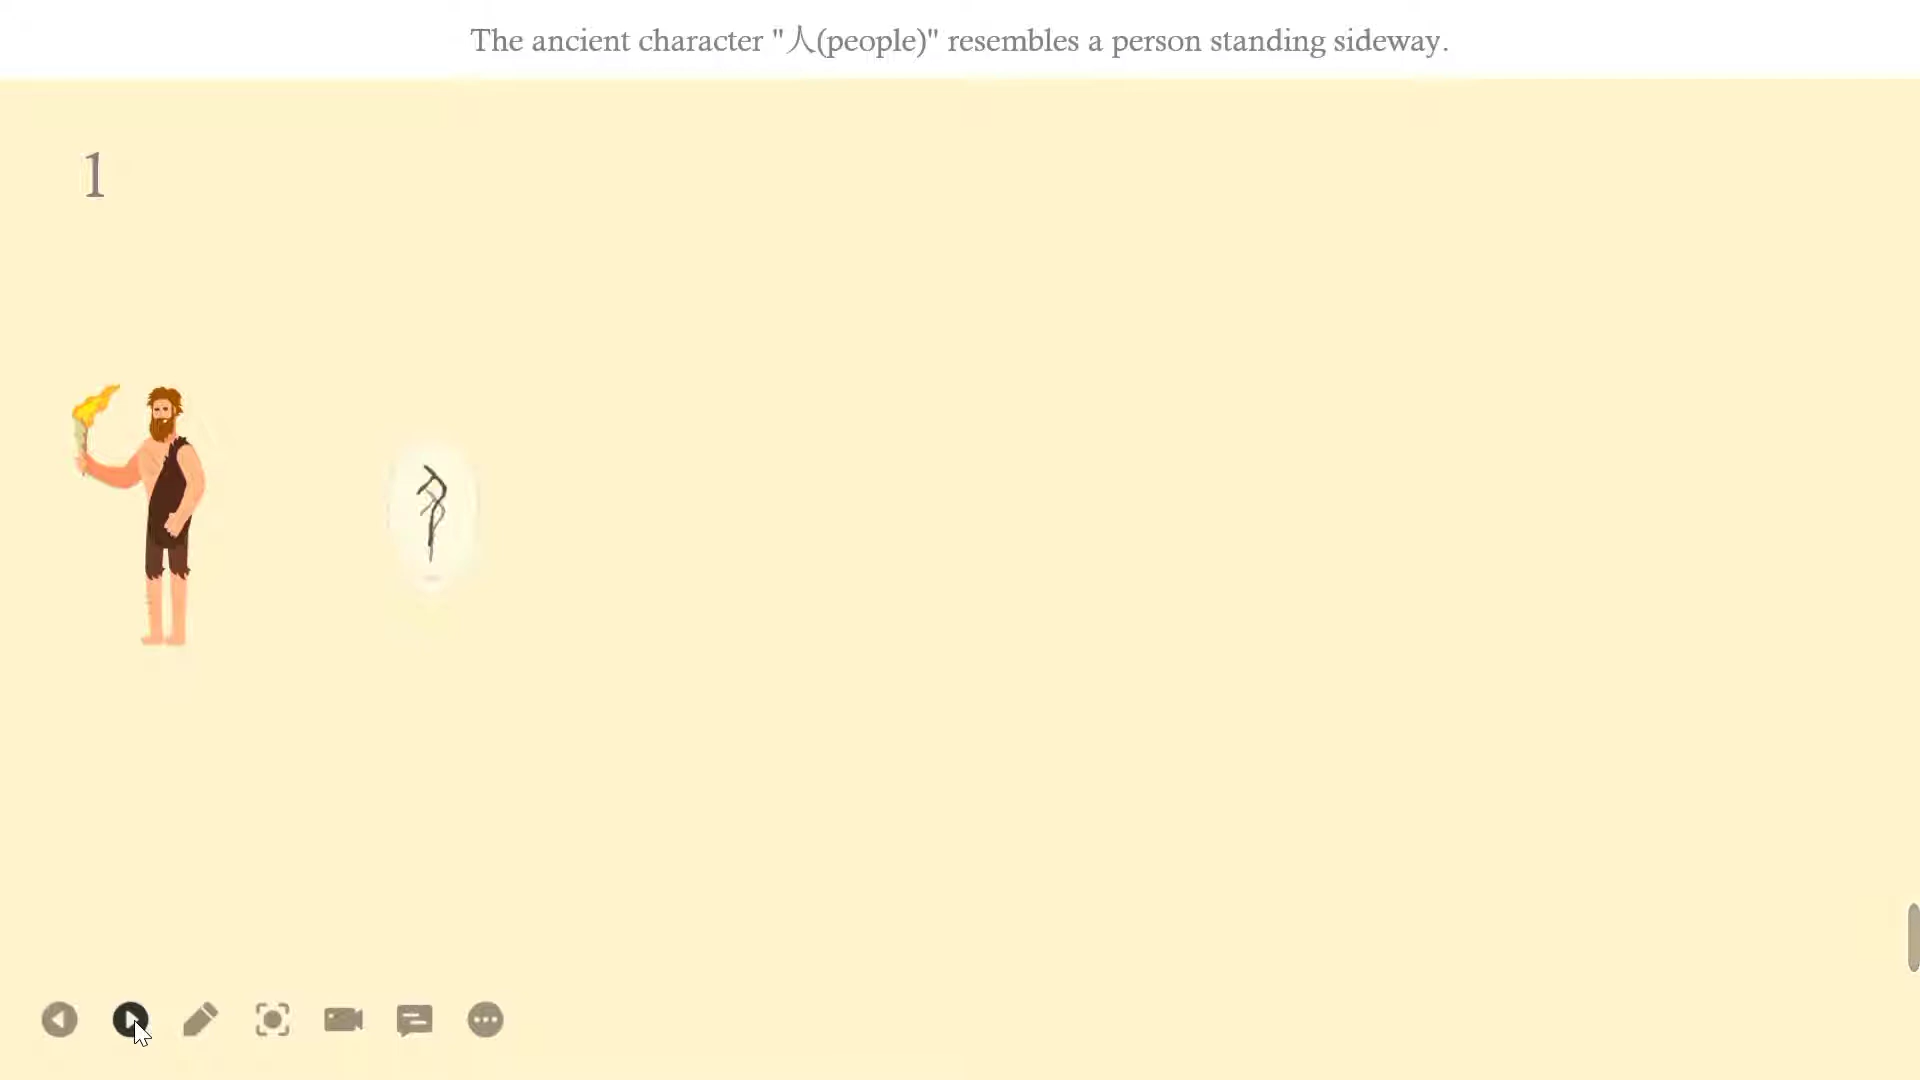 The ancient character "人(people)" resembles a person standing sideway.
1